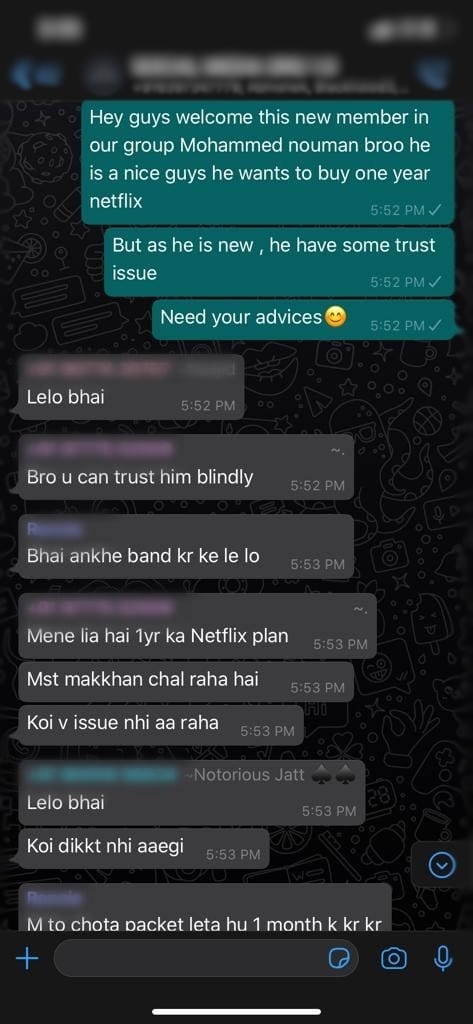 Hey guys welcome this new member in
our group Mohammed nouman broo he
is a nice guys he wants to buy one year
netflix
5:52 PM
But as he is new , he have some trust
issue
5:52 PM
Need your advices😊
5:52 PM
Lelo bhai
5:52 PM
~.
Bro u can trust him blindly
5:52 PM
Bhai ankhe band kr ke le lo
5:53 PM
~.
Mene lia hai 1yr ka Netflix plan
5:53 PM
Mst makkhan chal raha hai
5:53 PM
Koi v issue nhi aa raha
5:53 PM
~Notorious Jatt ♠️♠️
Lelo bhai
5:53 PM
Koi dikkt nhi aaegi
5:53 PM
M to chota packet leta hu 1 month k kr kr